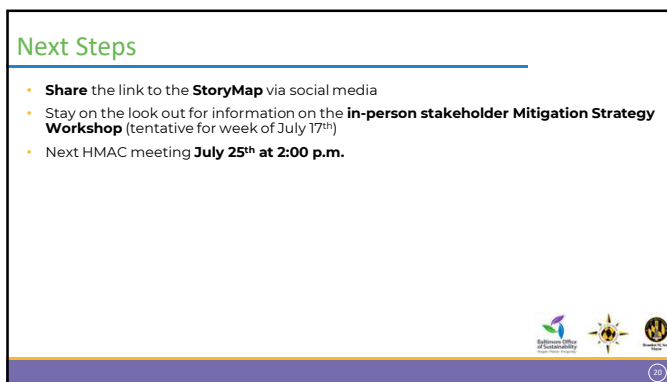 Next Steps
• Share the link to the StoryMap via social media
• Stay on the look out for information on the in-person stakeholder Mitigation Strategy
Workshop (tentative for week of July 17th)
• Next HMAC meeting July 25th at 2:00 p.m.
Baltimore Office
of Sustainability
20